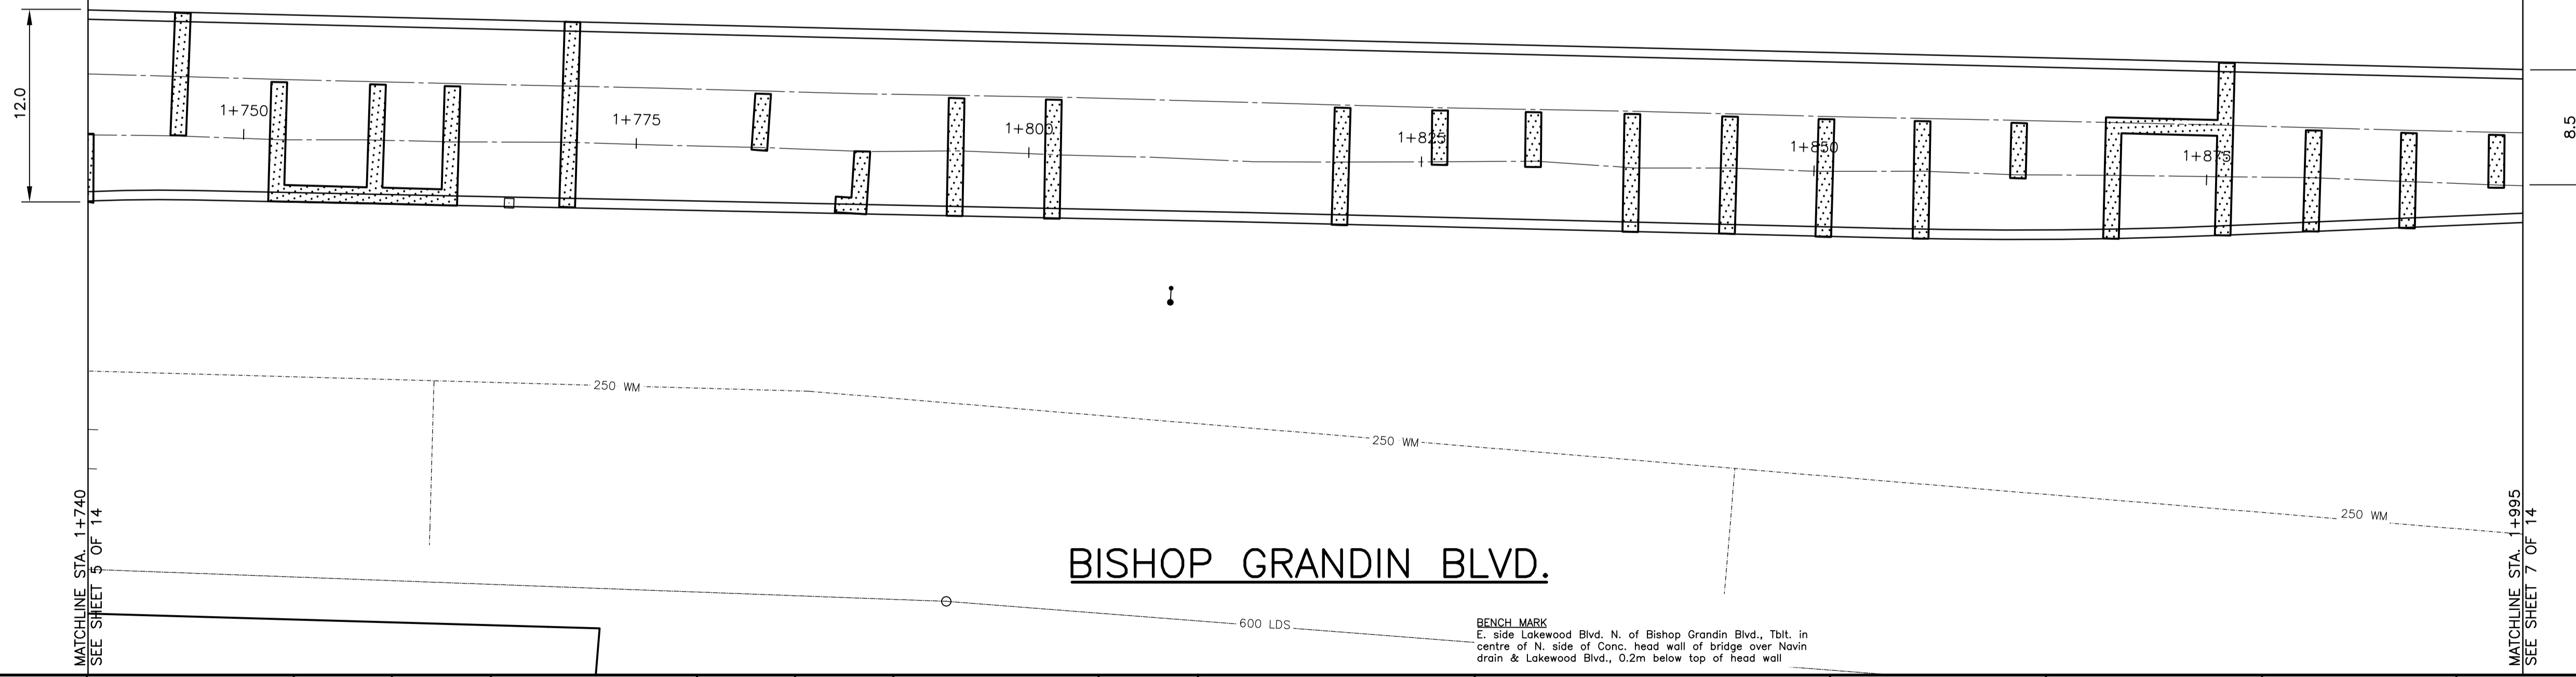 12.0
1+750
1+775
1+800
1+825
1+850
1+875
8.5
250 WM
250 WM
250 WM
MATCHLINE STA. 1+740
SEE SHEET 5 OF 14
MATCHLINE STA. 1+995
SEE SHEET 7 OF 14
BISHOP GRANDIN BLVD.
600 LDS
BENCH MARK
E. side Lakewood Blvd. N. of Bishop Grandin Blvd., Tblt. in
centre of N. side of Conc. head wall of bridge over Navin
drain & Lakewood Blvd., 0.2m below top of head wall